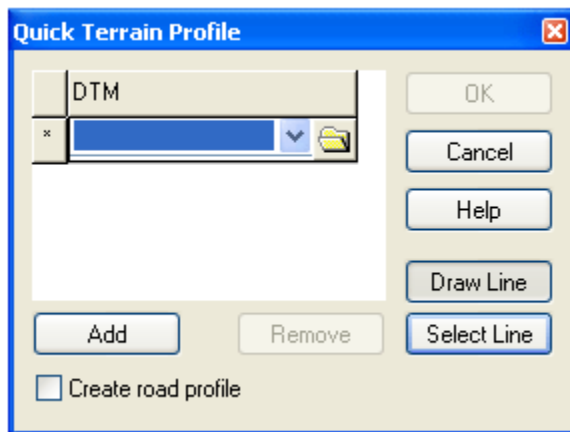 Quick Terrain Profile
DTM
OK
*
Cancel
Help
Draw Line
Add
Remove
Select Line
Create road profile